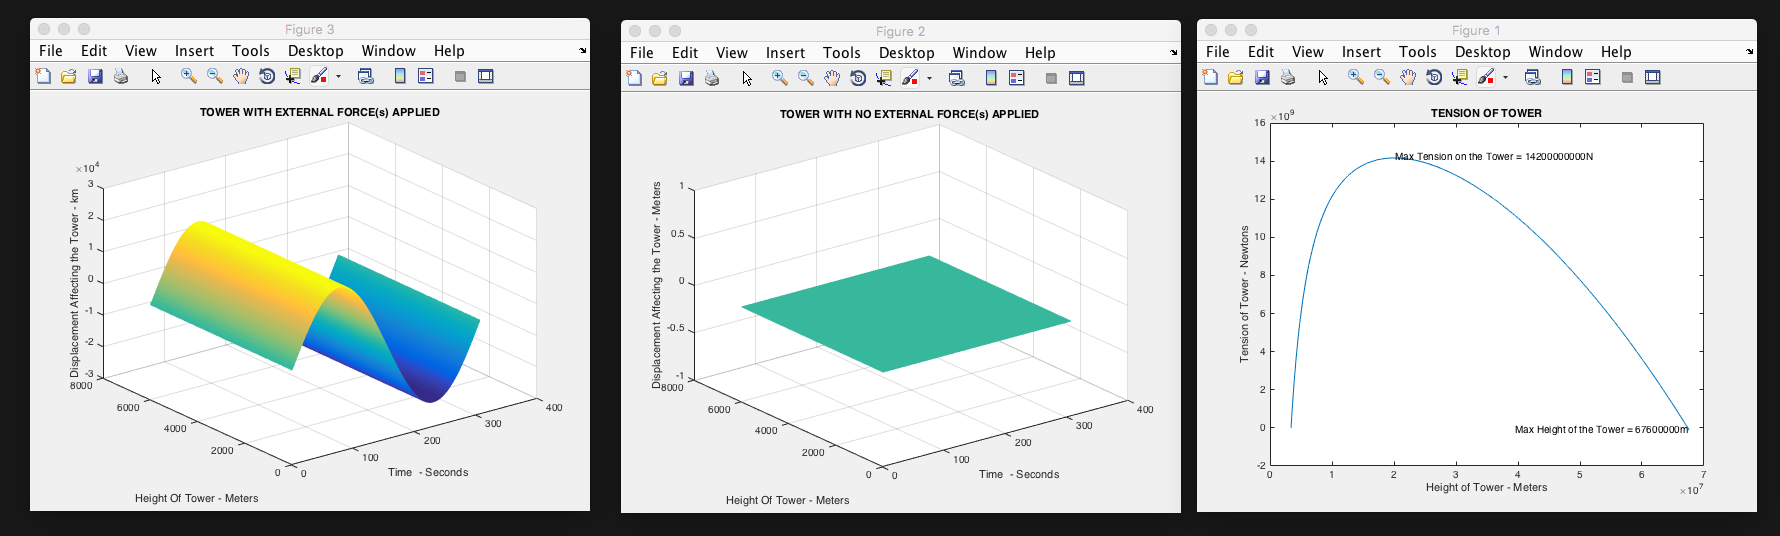 Figure 3
File Edit View Insert Tools Desktop Window Help
TOWER WITH EXTERNAL FORCE(s) APPLIED
×10^4
3
2
1
0
-1
-2
-3
Displacement Affecting the Tower - km
8000
6000
4000
2000
0
0
100
200
300
400
Time - Seconds
Height Of Tower - Meters
Figure 2
File Edit View Insert Tools Desktop Window Help
TOWER WITH NO EXTERNAL FORCE(s) APPLIED
1
0.5
0
-0.5
-1
Displacement Affecting the Tower - Meters
8000
6000
4000
2000
0
0
100
200
300
400
Time - Seconds
Height Of Tower - Meters
Figure 1
File Edit View Insert Tools Desktop Window Help
TENSION OF TOWER
×10^9
16
14
12
10
8
6
4
2
0
-2
Tension of Tower - Newtons
Max Tension on the Tower = 14200000000N
Max Height of the Tower = 67600000m
0 1 2 3 4 5 6 7
×10^7
Height of Tower - Meters